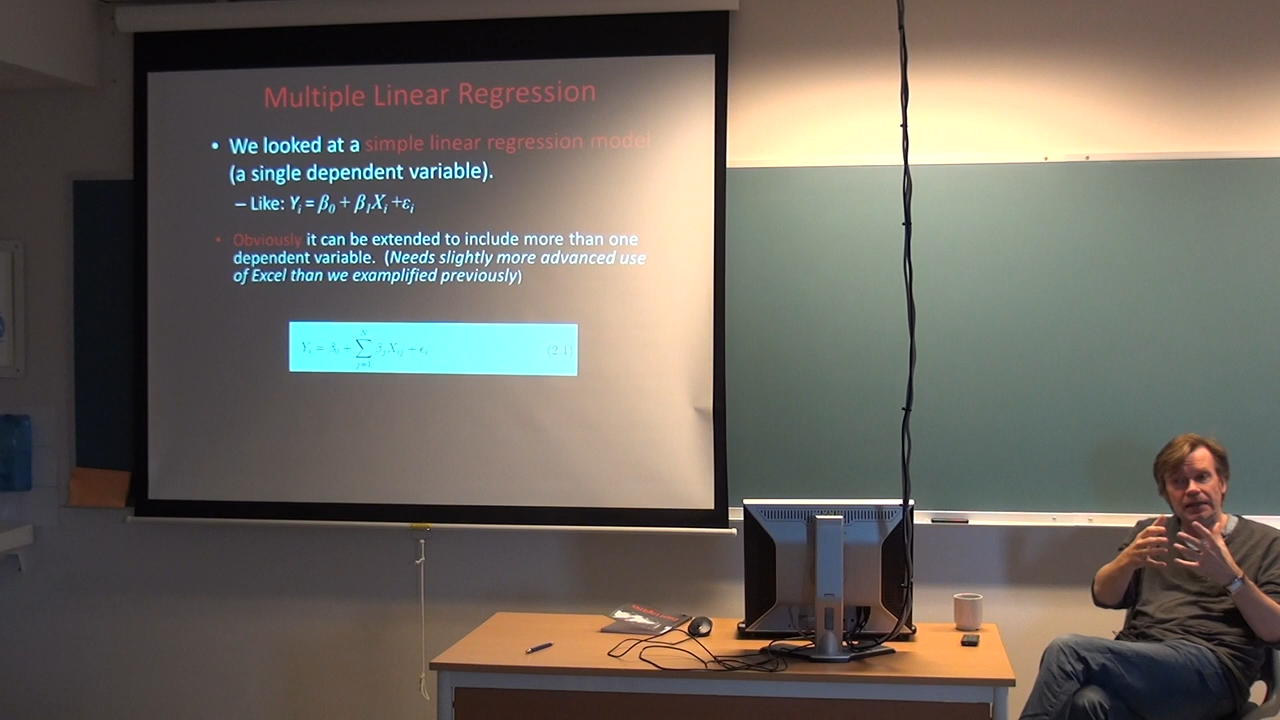 Multiple Linear Regression
• We looked at a simple linear regression model
(a single dependent variable).
– Like: Yᵢ = β₀ + β₁Xᵢ +εᵢ
• Obviously it can be extended to include more than one
dependent variable. (Needs slightly more advanced use
of Excel than we examplified previously)
(2.1)